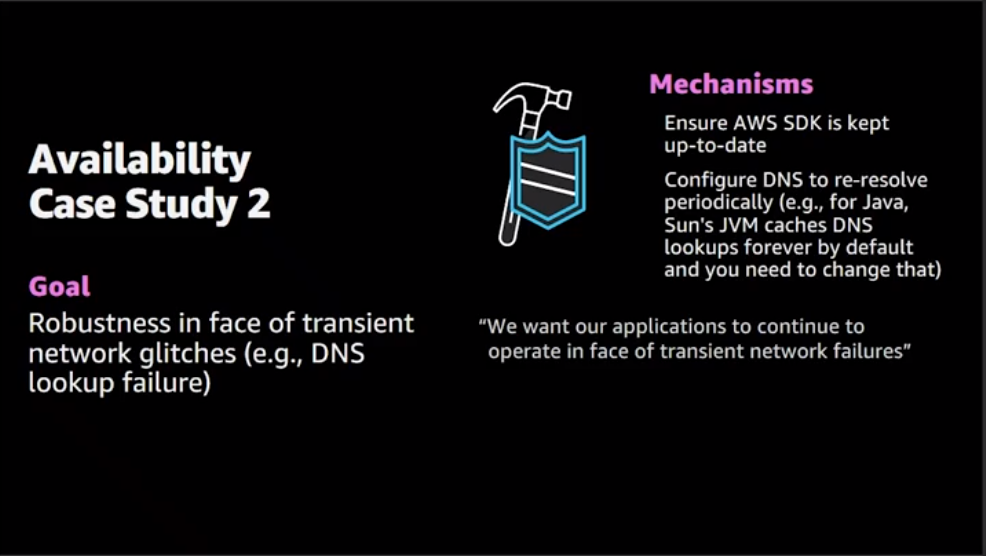 Availability
Case Study 2
Goal
Robustness in face of transient
network glitches (e.g., DNS
lookup failure)
Mechanisms
Ensure AWS SDK is kept
up-to-date
Configure DNS to re-resolve
periodically (e.g., for Java,
Sun's JVM caches DNS
lookups forever by default
and you need to change that)
“We want our applications to continue to
operate in face of transient network failures”